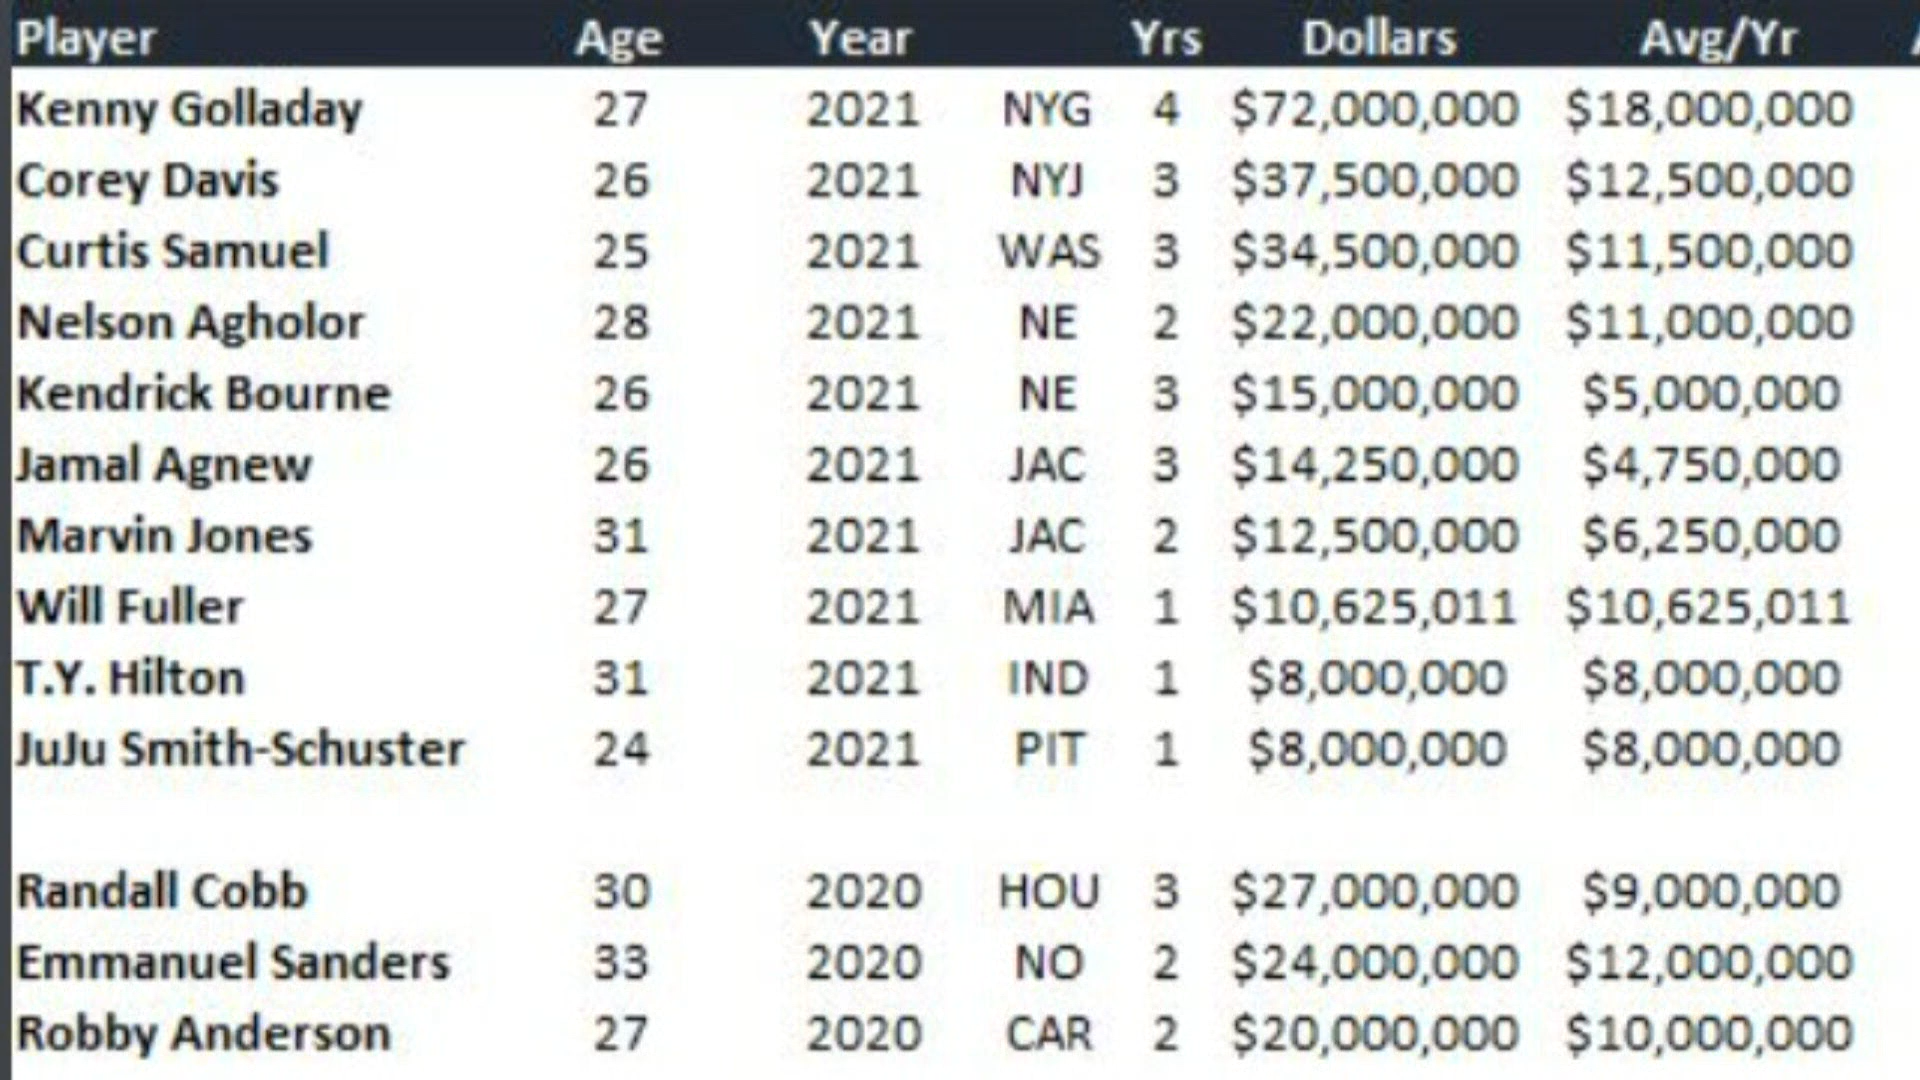 Player Age Year Yrs Dollars Avg/Yr
Kenny Golladay 27 2021 NYG 4 $72,000,000 $18,000,000
Corey Davis 26 2021 NYJ 3 $37,500,000 $12,500,000
Curtis Samuel 25 2021 WAS 3 $34,500,000 $11,500,000
Nelson Agholor 28 2021 NE 2 $22,000,000 $11,000,000
Kendrick Bourne 26 2021 NE 3 $15,000,000 $5,000,000
Jamal Agnew 26 2021 JAC 3 $14,250,000 $4,750,000
Marvin Jones 31 2021 JAC 2 $12,500,000 $6,250,000
Will Fuller 27 2021 MIA 1 $10,625,011 $10,625,011
T.Y. Hilton 31 2021 IND 1 $8,000,000 $8,000,000
JuJu Smith-Schuster 24 2021 PIT 1 $8,000,000 $8,000,000
Randall Cobb 30 2020 HOU 3 $27,000,000 $9,000,000
Emmanuel Sanders 33 2020 NO 2 $24,000,000 $12,000,000
Robby Anderson 27 2020 CAR 2 $20,000,000 $10,000,000